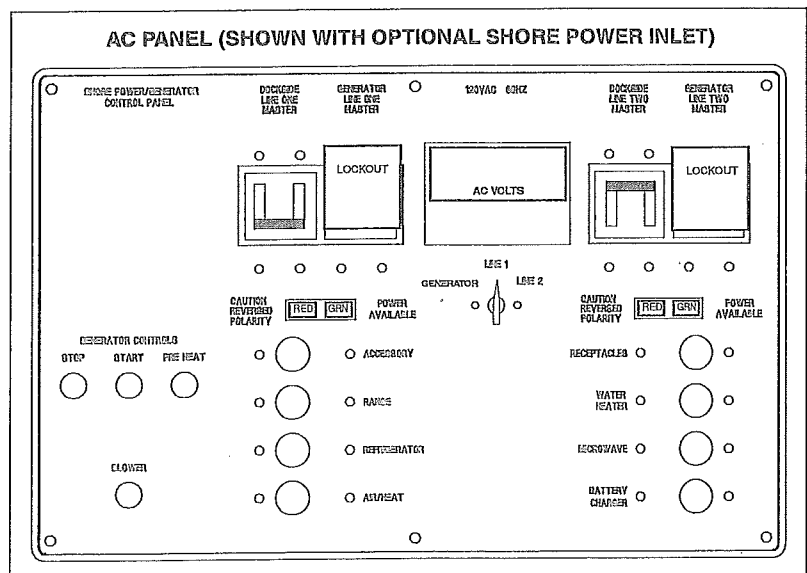 AC PANEL (SHOWN WITH OPTIONAL SHORE POWER INLET)
SHORE POWER/GENERATOR
CONTROL PANEL
DOCKSIDE
LINE ONE
MASTER
GENERATOR
LINE ONE
MASTER
120VAC 60HZ
DOCKSIDE
LINE TWO
MASTER
GENERATOR
LINE TWO
MASTER
LOCKOUT
AC VOLTS
LOCKOUT
GENERATOR
LINE 1
LINE 2
CAUTION
REVERSED
POLARITY
RED
GRN
POWER
AVAILABLE
CAUTION
REVERSED
POLARITY
RED
GRN
POWER
AVAILABLE
GENERATOR CONTROLS
STOP
START
PRE HEAT
BLOWER
ACCESSORY
RANGE
REFRIGERATOR
AIR/HEAT
RECEPTACLES
WATER
HEATER
MICROWAVE
BATTERY
CHARGER